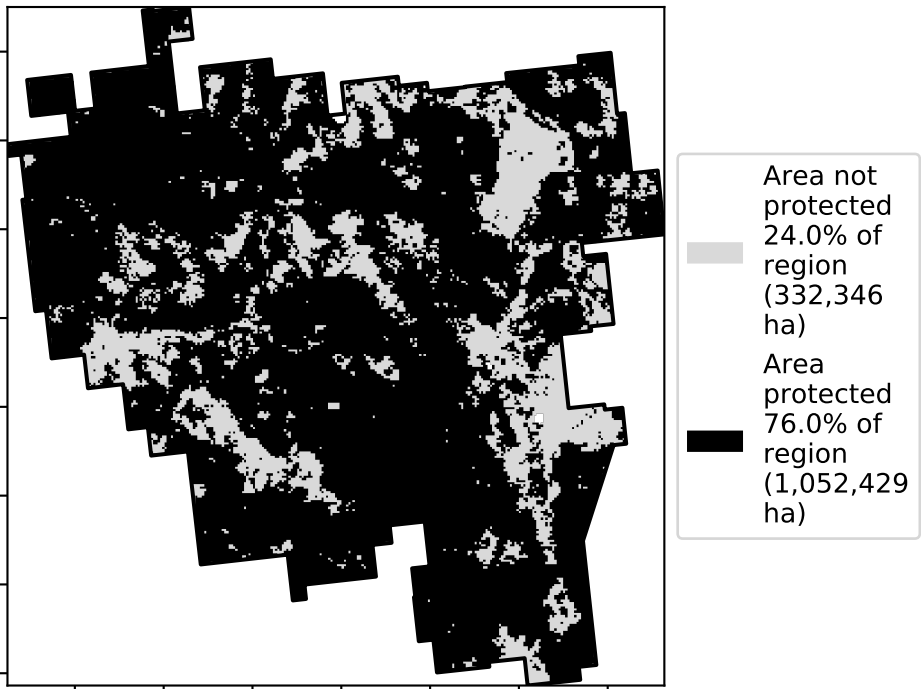 Area not
protected
24.0% of
region
(332,346
ha)
Area
protected
76.0% of
region
(1,052,429
ha)